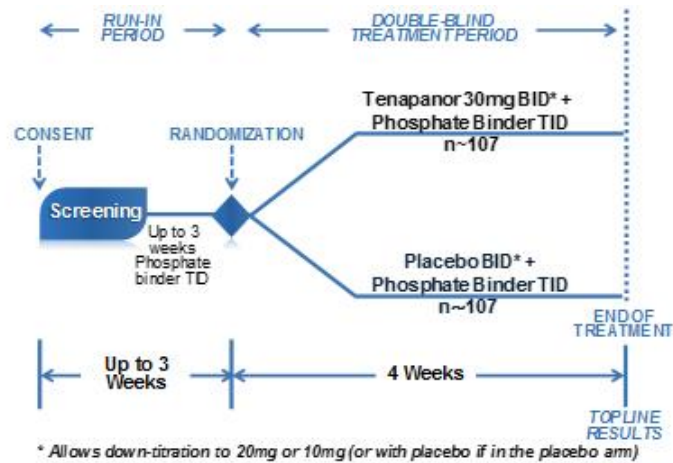 RUN-IN
PERIOD
DOUBLE-BLIND
TREATMENT PERIOD
CONSENT
RANDOMIZATION
Tenapanor 30mg BID* +
Phosphate Binder TID
n~107
Screening
Up to 3
weeks
Phosphate
binder TID
Placebo BID* +
Phosphate Binder TID
n~107
END OF
TREATMENT
Up to 3
Weeks
4 Weeks
TOPLINE
RESULTS
* Allows down-titration to 20mg or 10mg (or with placebo if in the placebo arm)